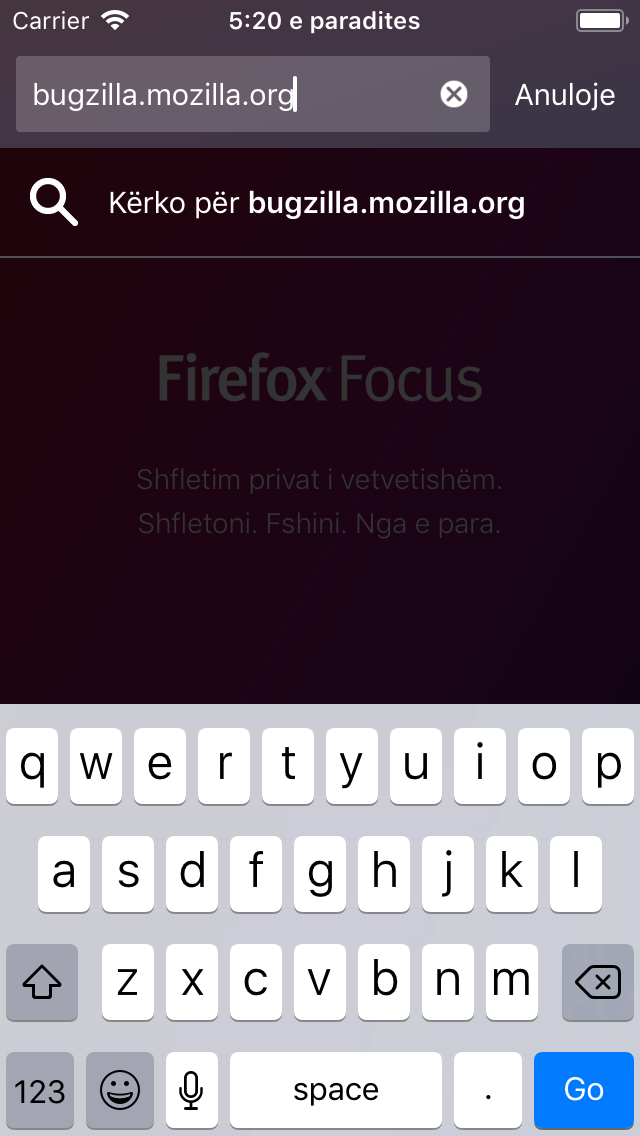 Carrier 5:20 e paradites
bugzilla.mozilla.org Anuloje
Kërko për bugzilla.mozilla.org
Firefox Focus
Shfletim privat i vetvetishëm.
Shfletoni. Fshini. Nga e para.
q w e r t y u i o p
a s d f g h j k l
z x c v b n m
123 space . Go